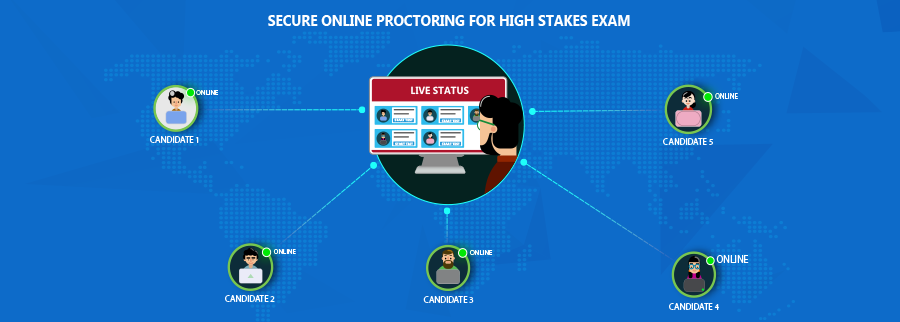 SECURE ONLINE PROCTORING FOR HIGH STAKES EXAM
LIVE STATUS
ONLINE
CANDIDATE 1
ONLINE
CANDIDATE 5
ONLINE
CANDIDATE 2
ONLINE
CANDIDATE 3
ONLINE
CANDIDATE 4